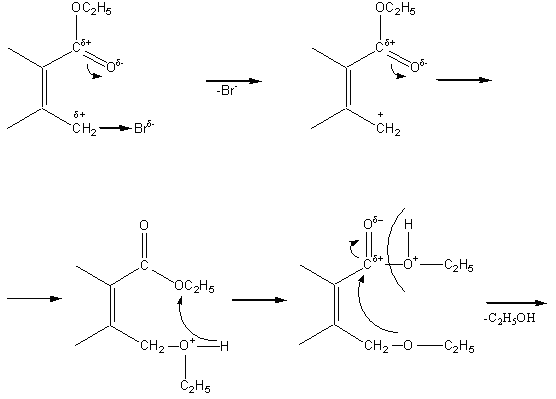 OC₂H₅
C^δ+
O^δ-
δ+
CH₂
Br^δ-
-Br⁻
OC₂H₅
C^δ+
O^δ-
+
CH₂
O
C
OC₂H₅
CH₂ O⁺ H
C₂H₅
O^δ− H
C^δ+ O⁺ C₂H₅
CH₂ O C₂H₅
-C₂H₅OH